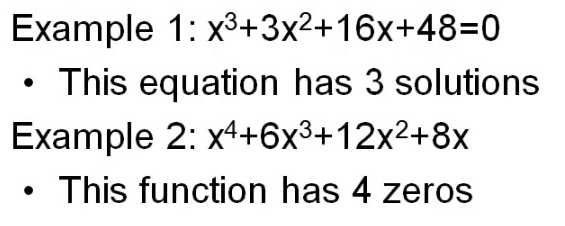 Example 1: x³+3x²+16x+48=0
• This equation has 3 solutions
Example 2: x⁴+6x³+12x²+8x
• This function has 4 zeros